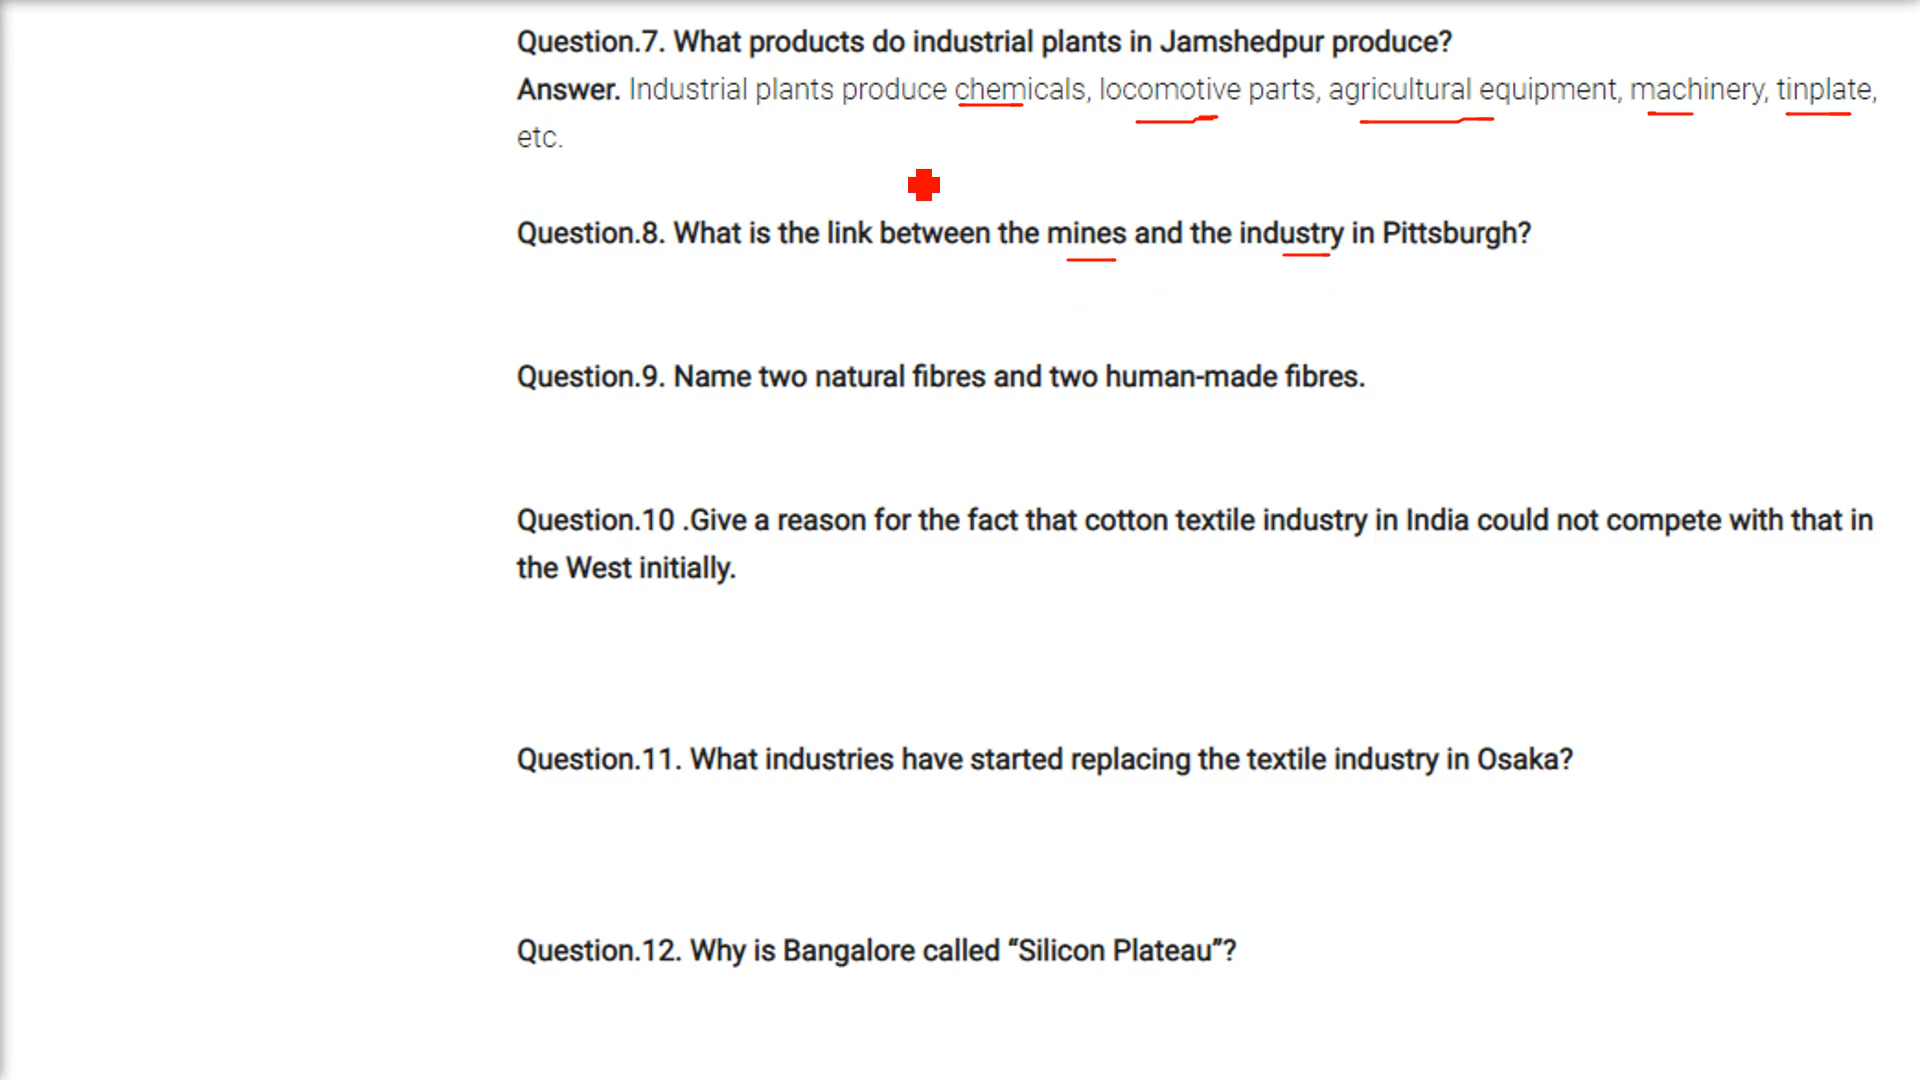 Question.7. What products do industrial plants in Jamshedpur produce?
Answer. Industrial plants produce chemicals, locomotive parts, agricultural equipment, machinery, tinplate,
etc.
Question.8. What is the link between the mines and the industry in Pittsburgh?
Question.9. Name two natural fibres and two human-made fibres.
Question.10 .Give a reason for the fact that cotton textile industry in India could not compete with that in
the West initially.
Question.11. What industries have started replacing the textile industry in Osaka?
Question.12. Why is Bangalore called “Silicon Plateau”?